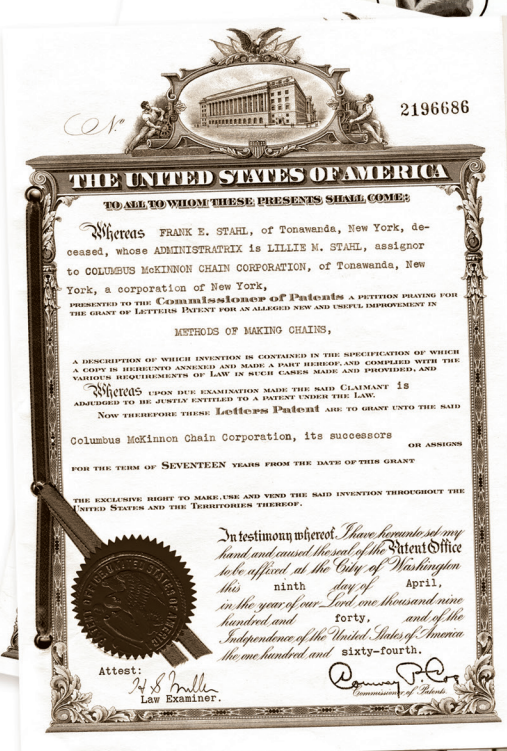 No. 2196686
THE UNITED STATES OF AMERICA
TO ALL TO WHOM THESE PRESENTS SHALL COME:
Whereas FRANK E. STAHL, of Tonawanda, New York, de-
ceased, whose ADMINISTRATRIX is LILLIE M. STAHL, assignor
to COLUMBUS McKINNON CHAIN CORPORATION, of Tonawanda, New
York, a corporation of New York,
PRESENTED TO THE Commissioner of Patents A PETITION PRAYING FOR
THE GRANT OF LETTERS PATENT FOR AN ALLEGED NEW AND USEFUL IMPROVEMENT IN
METHODS OF MAKING CHAINS,
A DESCRIPTION OF WHICH INVENTION IS CONTAINED IN THE SPECIFICATION OF WHICH
A COPY IS HEREUNTO ANNEXED AND MADE A PART HEREOF, AND COMPLIED WITH THE
VARIOUS REQUIREMENTS OF LAW IN SUCH CASES MADE AND PROVIDED, AND
Whereas UPON DUE EXAMINATION MADE THE SAID CLAIMANT is
ADJUDGED TO BE JUSTLY ENTITLED TO A PATENT UNDER THE LAW.
NOW THEREFORE THESE Letters Patent ARE TO GRANT UNTO THE SAID
Columbus McKinnon Chain Corporation, its successors
OR ASSIGNS
FOR THE TERM OF SEVENTEEN YEARS FROM THE DATE OF THIS GRANT
THE EXCLUSIVE RIGHT TO MAKE, USE AND VEND THE SAID INVENTION THROUGHOUT THE
UNITED STATES AND THE TERRITORIES THEREOF.
In testimony whereof I have hereunto set my
hand and caused the seal of the Patent Office
to be affixed at the City of Washington
this ninth day of April,
in the year of our Lord one thousand nine
hundred and forty, and of the
Independence of the United States of America
the one hundred and sixty-fourth.
Attest:
Law Examiner.
Commissioner of Patents.